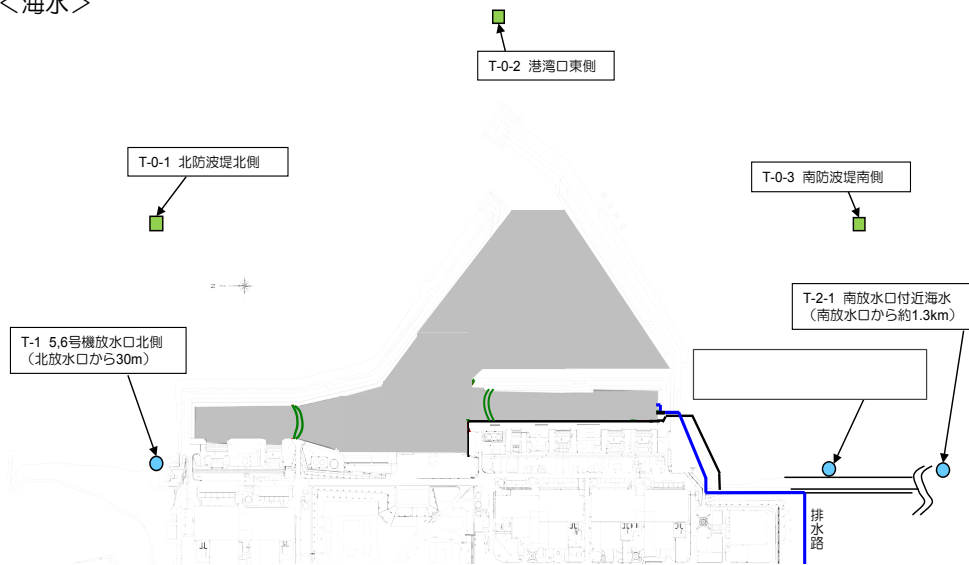 ＜海水＞
T-0-2 港湾口東側
T-0-1 北防波堤北側
T-0-3 南防波堤南側
T-2-1 南放水口付近海水
（南放水口から約1.3km）
T-1 5,6号機放水口北側
（北放水口から30m）
N
排水路